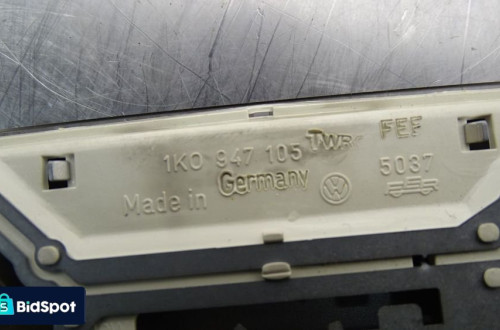 1K0 947 105 TWR FEF
Made in Germany 5037
BidSpot